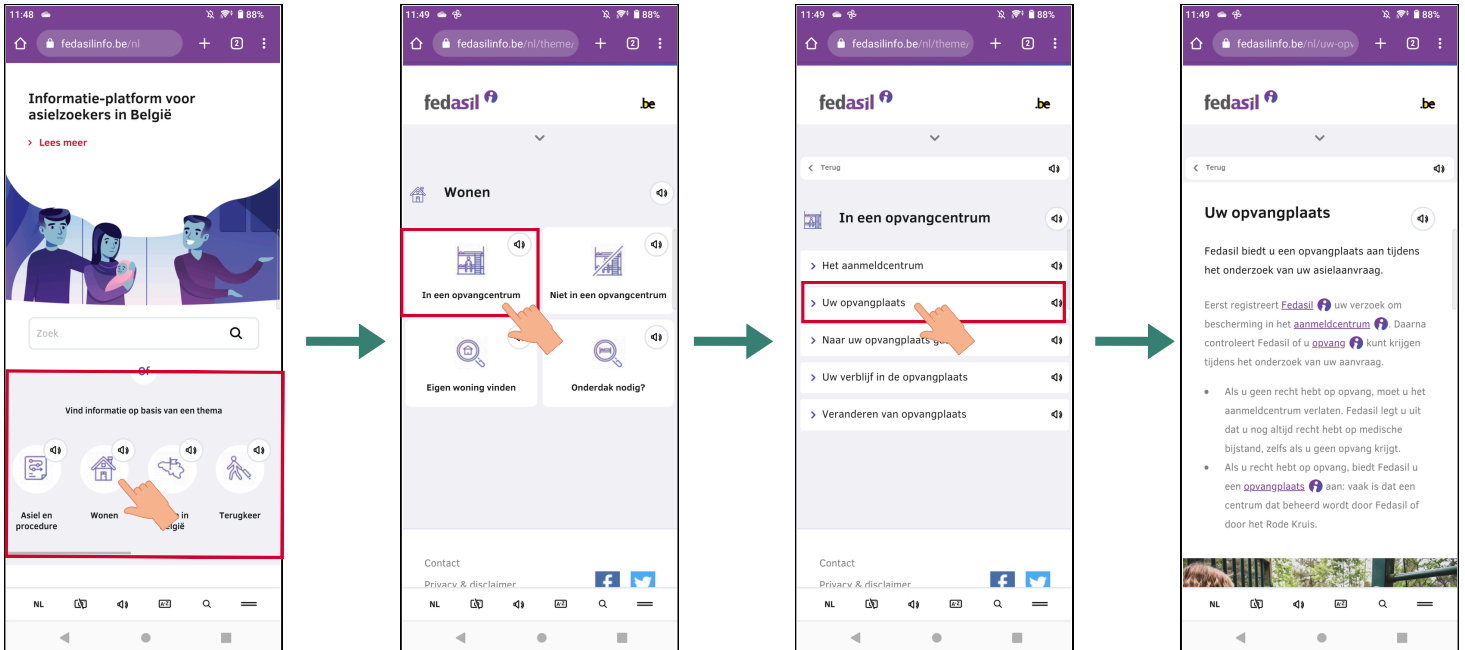 11:48
88%
fedasilinfo.be/nl
2
Informatie-platform voor
asielzoekers in België
> Lees meer
Zoek
Of
Vind informatie op basis van een thema
Asiel en
procedure
Wonen
in
Terugkeer
NL
A-Z
11:49
88%
fedasilinfo.be/nl/theme/
2
fedasil
.be
Wonen
In een opvangcentrum
Niet in een opvangcentrum
Eigen woning vinden
Onderdak nodig?
Contact
Privacy & disclaimer
NL
A-Z
11:49
88%
fedasilinfo.be/nl/theme/
2
fedasil
.be
< Terug
In een opvangcentrum
> Het aanmeldcentrum
> Uw opvangplaats
> Naar uw opvangplaats
> Uw verblijf in de opvangplaats
> Veranderen van opvangplaats
Contact
Privacy & disclaimer
NL
A-Z
11:49
88%
fedasilinfo.be/nl/uw-opv
2
fedasil
.be
< Terug
Uw opvangplaats
Fedasil biedt u een opvangplaats aan tijdens
het onderzoek van uw asielaanvraag.
Eerst registreert Fedasil uw verzoek om
bescherming in het aanmeldcentrum . Daarna
controleert Fedasil of u opvang kunt krijgen
tijdens het onderzoek van uw aanvraag.
• Als u geen recht hebt op opvang, moet u het
aanmeldcentrum verlaten. Fedasil legt u uit
dat u nog altijd recht hebt op medische
bijstand, zelfs als u geen opvang krijgt.
• Als u recht hebt op opvang, biedt Fedasil u
een opvangplaats aan: vaak is dat een
centrum dat beheerd wordt door Fedasil of
door het Rode Kruis.
NL
A-Z